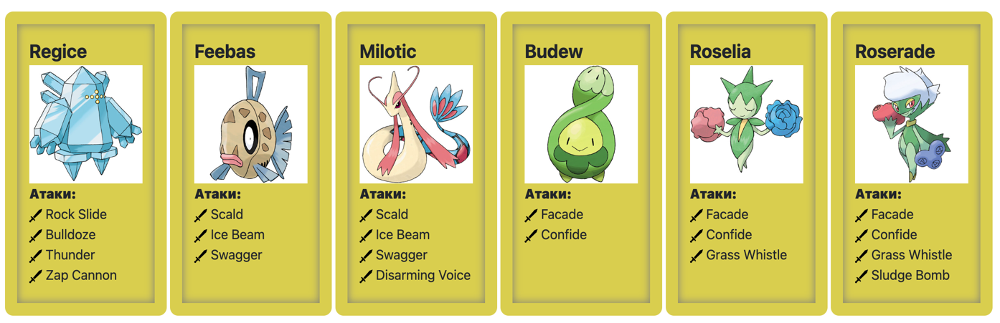 Regice
Атаки:
Rock Slide
Bulldoze
Thunder
Zap Cannon
Feebas
Атаки:
Scald
Ice Beam
Swagger
Milotic
Атаки:
Scald
Ice Beam
Swagger
Disarming Voice
Budew
Атаки:
Facade
Confide
Roselia
Атаки:
Facade
Confide
Grass Whistle
Roserade
Атаки:
Facade
Confide
Grass Whistle
Sludge Bomb